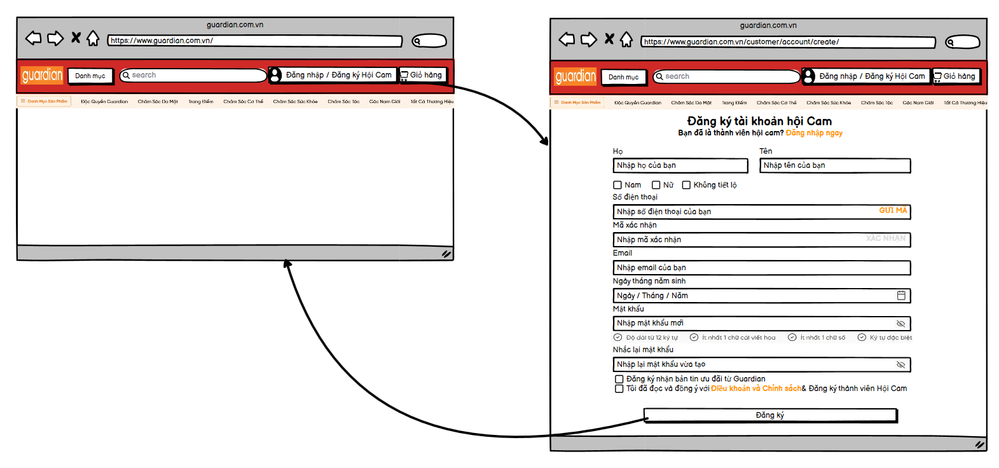 guardian.com.vn
https://www.guardian.com.vn/
guardian
Danh mục
search
Đăng nhập / Đăng ký Hội Cam
Giỏ hàng
Danh Mục Sản Phẩm
Độc Quyền Guardian
Chăm Sóc Da Mặt
Trang Điểm
Chăm Sóc Cơ Thể
Chăm Sóc Sức Khỏe
Chăm Sóc Tóc
Góc Nam Giới
Tất Cả Thương Hiệu
guardian.com.vn
https://www.guardian.com.vn/customer/account/create/
guardian
Danh mục
search
Đăng nhập / Đăng ký Hội Cam
Giỏ hàng
Danh Mục Sản Phẩm
Độc Quyền Guardian
Chăm Sóc Da Mặt
Trang Điểm
Chăm Sóc Cơ Thể
Chăm Sóc Sức Khỏe
Chăm Sóc Tóc
Góc Nam Giới
Tất Cả Thương Hiệu
Đăng ký tài khoản hội Cam
Bạn đã là thành viên hội cam? Đăng nhập ngay
Họ
Tên
Nhập họ của bạn
Nhập tên của bạn
Nam
Nữ
Không tiết lộ
Số điện thoại
Nhập số điện thoại của bạn
GỬI MÃ
Mã xác nhận
Nhập mã xác nhận
XÁC NHẬN
Email
Nhập email của bạn
Ngày tháng năm sinh
Ngày / Tháng / Năm
Mật khẩu
Nhập mật khẩu mới
Độ dài từ 12 ký tự
Ít nhất 1 chữ cái viết hoa
Ít nhất 1 chữ số
Ký tự đặc biệt
Nhắc lại mật khẩu
Nhập lại mật khẩu vừa tạo
Đăng ký nhận bản tin ưu đãi từ Guardian
Tôi đã đọc và đồng ý với Điều khoản và Chính sách& Đăng ký thành viên Hội Cam
Đăng ký